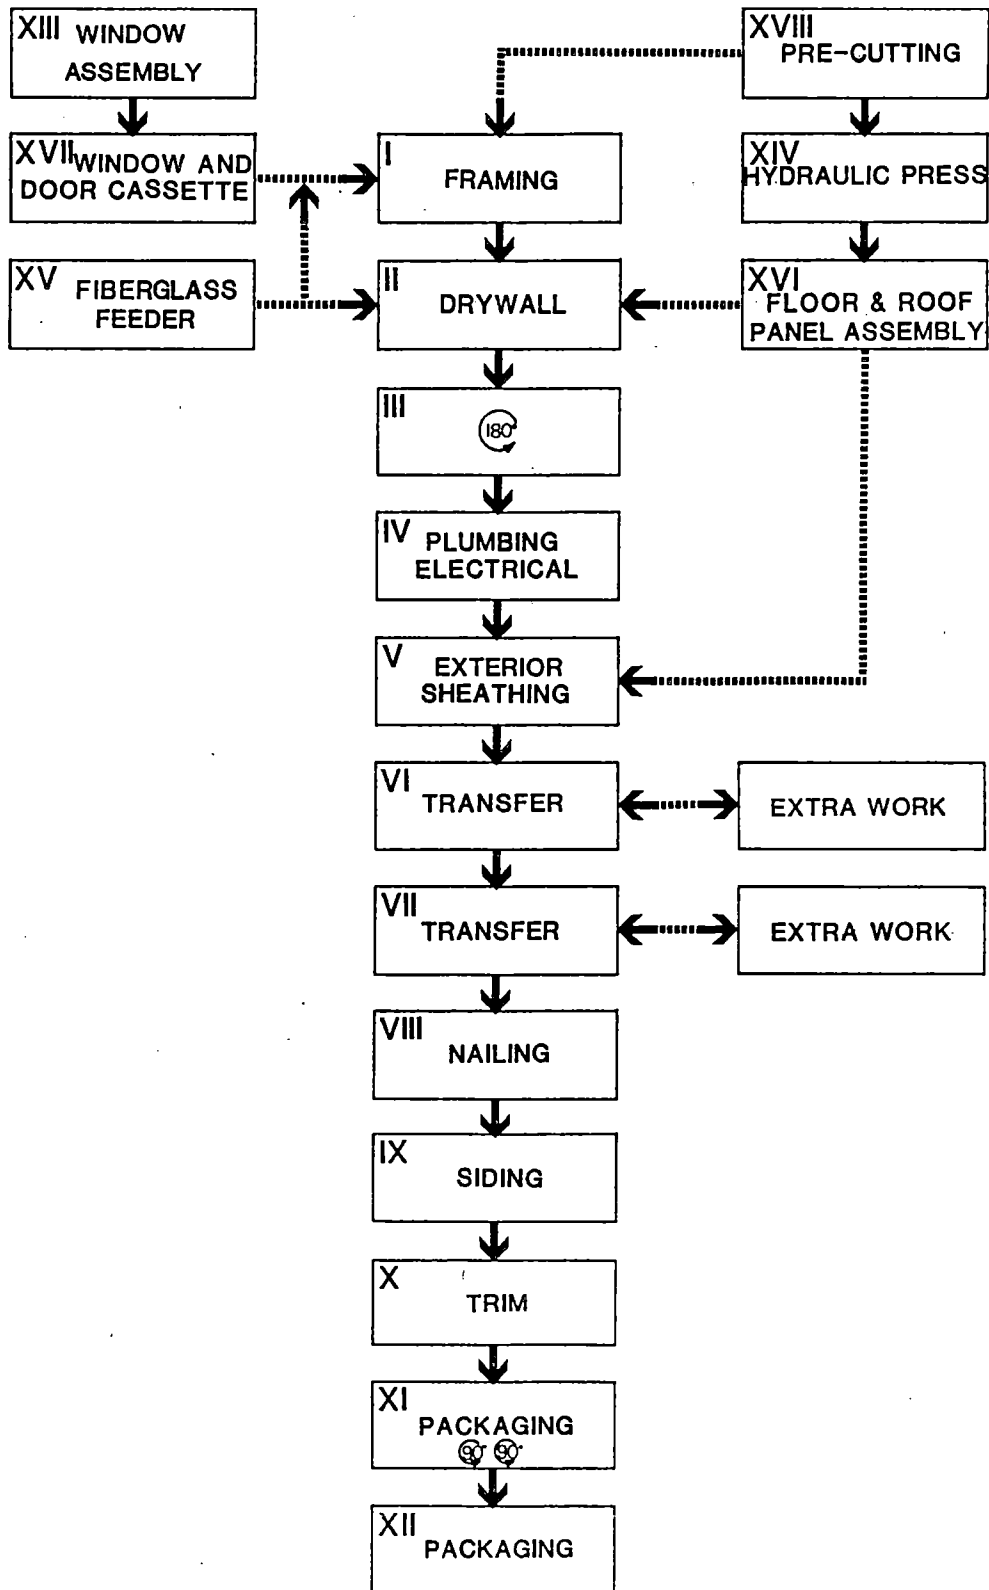 XIII WINDOW
ASSEMBLY
XVIII
PRE-CUTTING
XVII WINDOW AND
DOOR CASSETTE
I
FRAMING
XIV
HYDRAULIC PRESS
XV FIBERGLASS
FEEDER
II
DRYWALL
XVI
FLOOR & ROOF
PANEL ASSEMBLY
III
180°
IV
PLUMBING
ELECTRICAL
V
EXTERIOR
SHEATHING
VI
TRANSFER
EXTRA WORK
VII
TRANSFER
EXTRA WORK
VIII
NAILING
IX
SIDING
X
TRIM
XI
PACKAGING
90° 90°
XII
PACKAGING